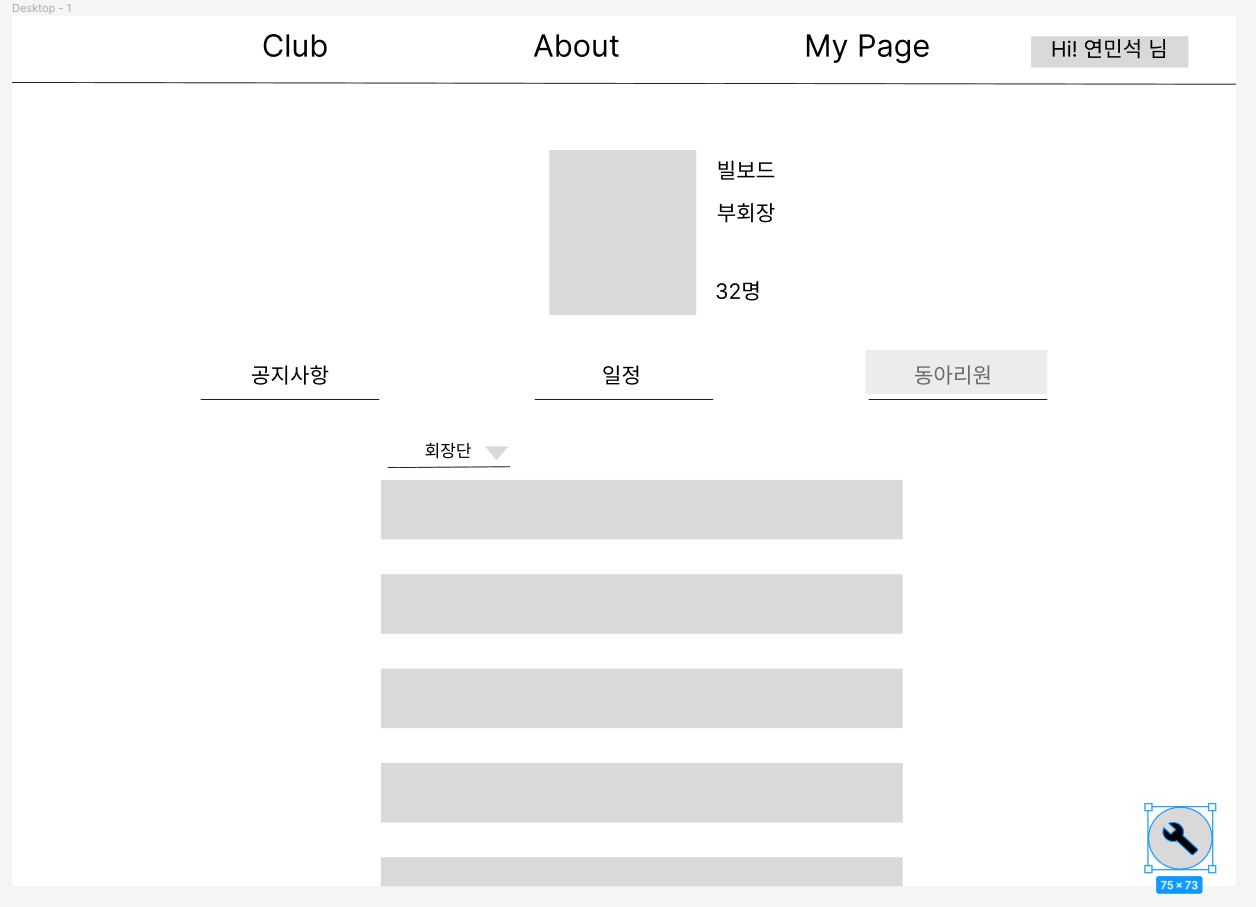 Desktop - 1
Club
About
My Page
Hi! 연민석 님
빌보드
부회장
32명
공지사항
일정
동아리원
회장단
75 × 73